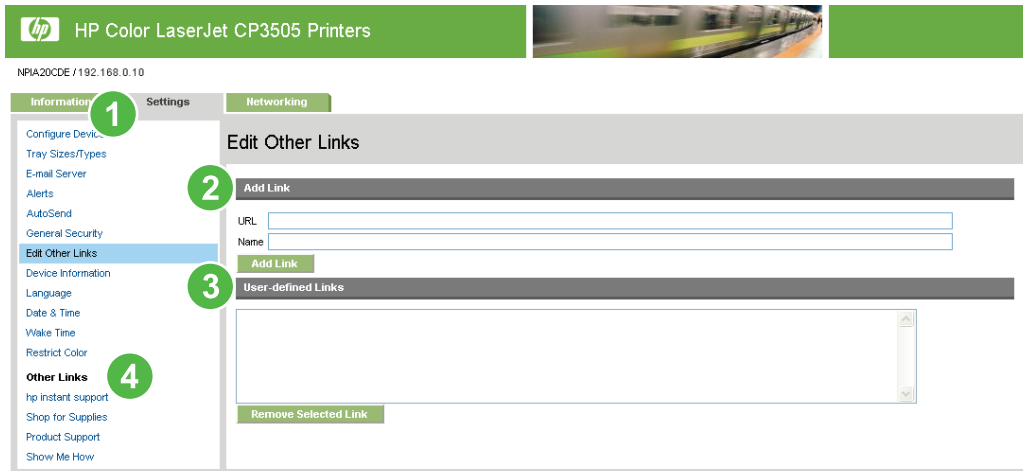 hp HP Color LaserJet CP3505 Printers
NPIA20CDE / 192.168.0.10
Information Settings Networking
1
Configure Device
Tray Sizes/Types
E-mail Server
Alerts
AutoSend
General Security
Edit Other Links
Device Information
Language
Date & Time
Wake Time
Restrict Color
Other Links
4
hp instant support
Shop for Supplies
Product Support
Show Me How
Edit Other Links
2
Add Link
URL
Name
Add Link
3
User-defined Links
Remove Selected Link